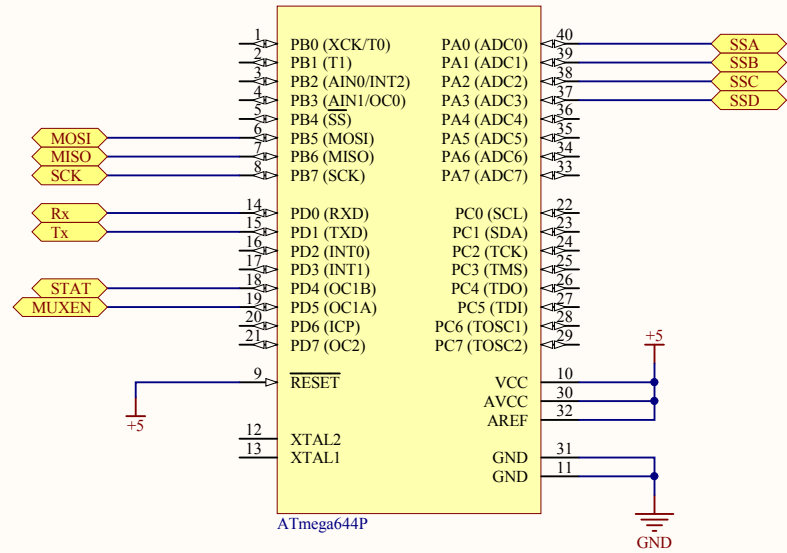 1 PB0 (XCK/T0) PA0 (ADC0) 40 SSA
2 PB1 (T1) PA1 (ADC1) 39 SSB
3 PB2 (AIN0/INT2) PA2 (ADC2) 38 SSC
4 PB3 (AIN1/OC0) PA3 (ADC3) 37 SSD
5 PB4 (SS) PA4 (ADC4) 36
MOSI 6 PB5 (MOSI) PA5 (ADC5) 35
MISO 7 PB6 (MISO) PA6 (ADC6) 34
SCK 8 PB7 (SCK) PA7 (ADC7) 33
Rx 14 PD0 (RXD) PC0 (SCL) 22
Tx 15 PD1 (TXD) PC1 (SDA) 23
16 PD2 (INT0) PC2 (TCK) 24
17 PD3 (INT1) PC3 (TMS) 25
STAT 18 PD4 (OC1B) PC4 (TDO) 26
MUXEN 19 PD5 (OC1A) PC5 (TDI) 27
20 PD6 (ICP) PC6 (TOSC1) 28
21 PD7 (OC2) PC7 (TOSC2) 29
+5
9 RESET VCC 10
AVCC 30
AREF 32
+5
12 XTAL2
13 XTAL1 GND 31
GND 11
ATmega644P
GND